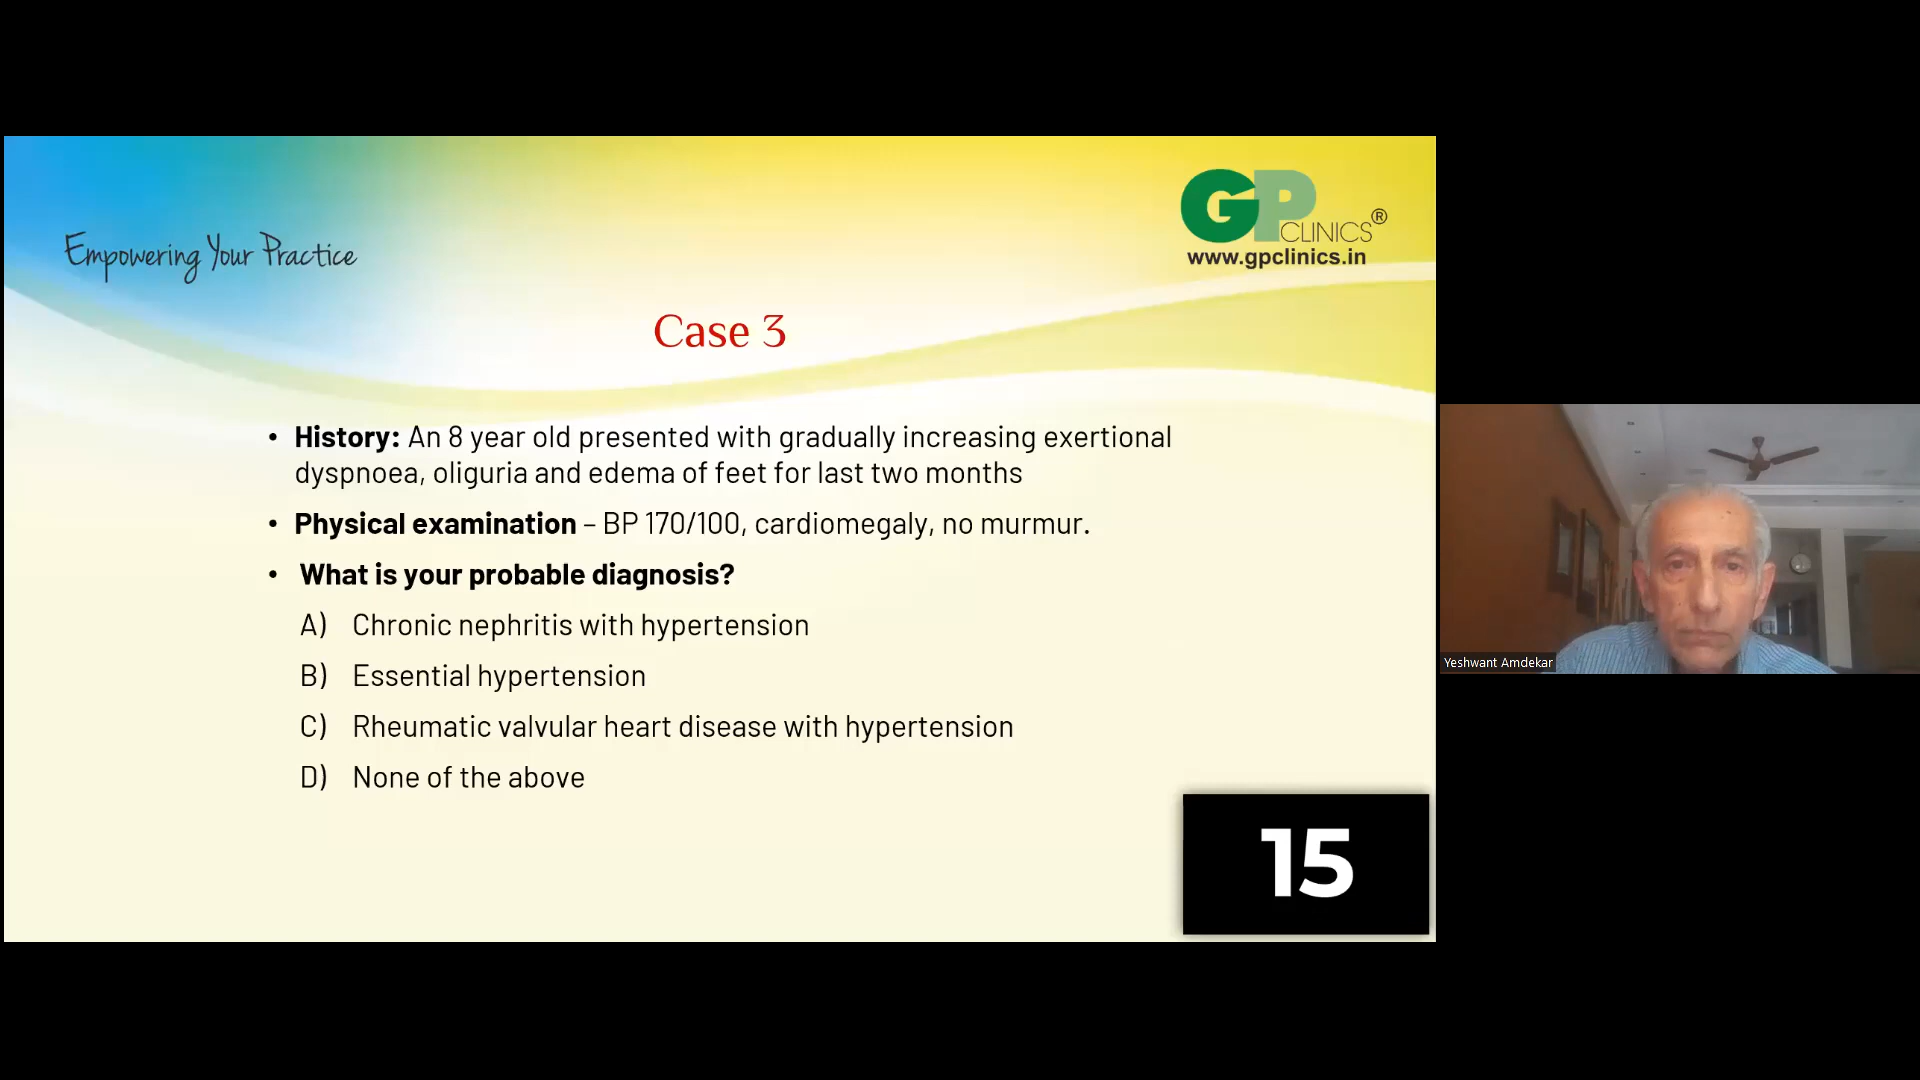 Empowering Your Practice
GP
CLINICS®
www.gpclinics.in
Case 3
• History: An 8 year old presented with gradually increasing exertional
dyspnoea, oliguria and edema of feet for last two months
• Physical examination – BP 170/100, cardiomegaly, no murmur.
• What is your probable diagnosis?
A) Chronic nephritis with hypertension
B) Essential hypertension
C) Rheumatic valvular heart disease with hypertension
D) None of the above
15
Yeshwant Amdekar